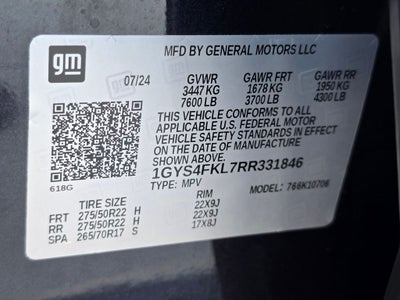 gm
MFD BY GENERAL MOTORS LLC
07/24 GVWR GAWR FRT GAWR RR
3447 KG 1678 KG 1950 KG
7600 LB 3700 LB 4300 LB
THIS VEHICLE CONFORMS TO ALL
APPLICABLE U.S. FEDERAL MOTOR
VEHICLE SAFETY STANDARDS IN EFFECT
ON THE DATE OF MANUFACTURE SHOWN ABOVE.
1GYS4FKL7RR331846
618G TYPE: MPV MODEL: 766K10706
TIRE SIZE RIM
FRT 275/50R22 H 22X9J
RR 275/50R22 H 22X9J
SPA 265/70R17 S 17X8J